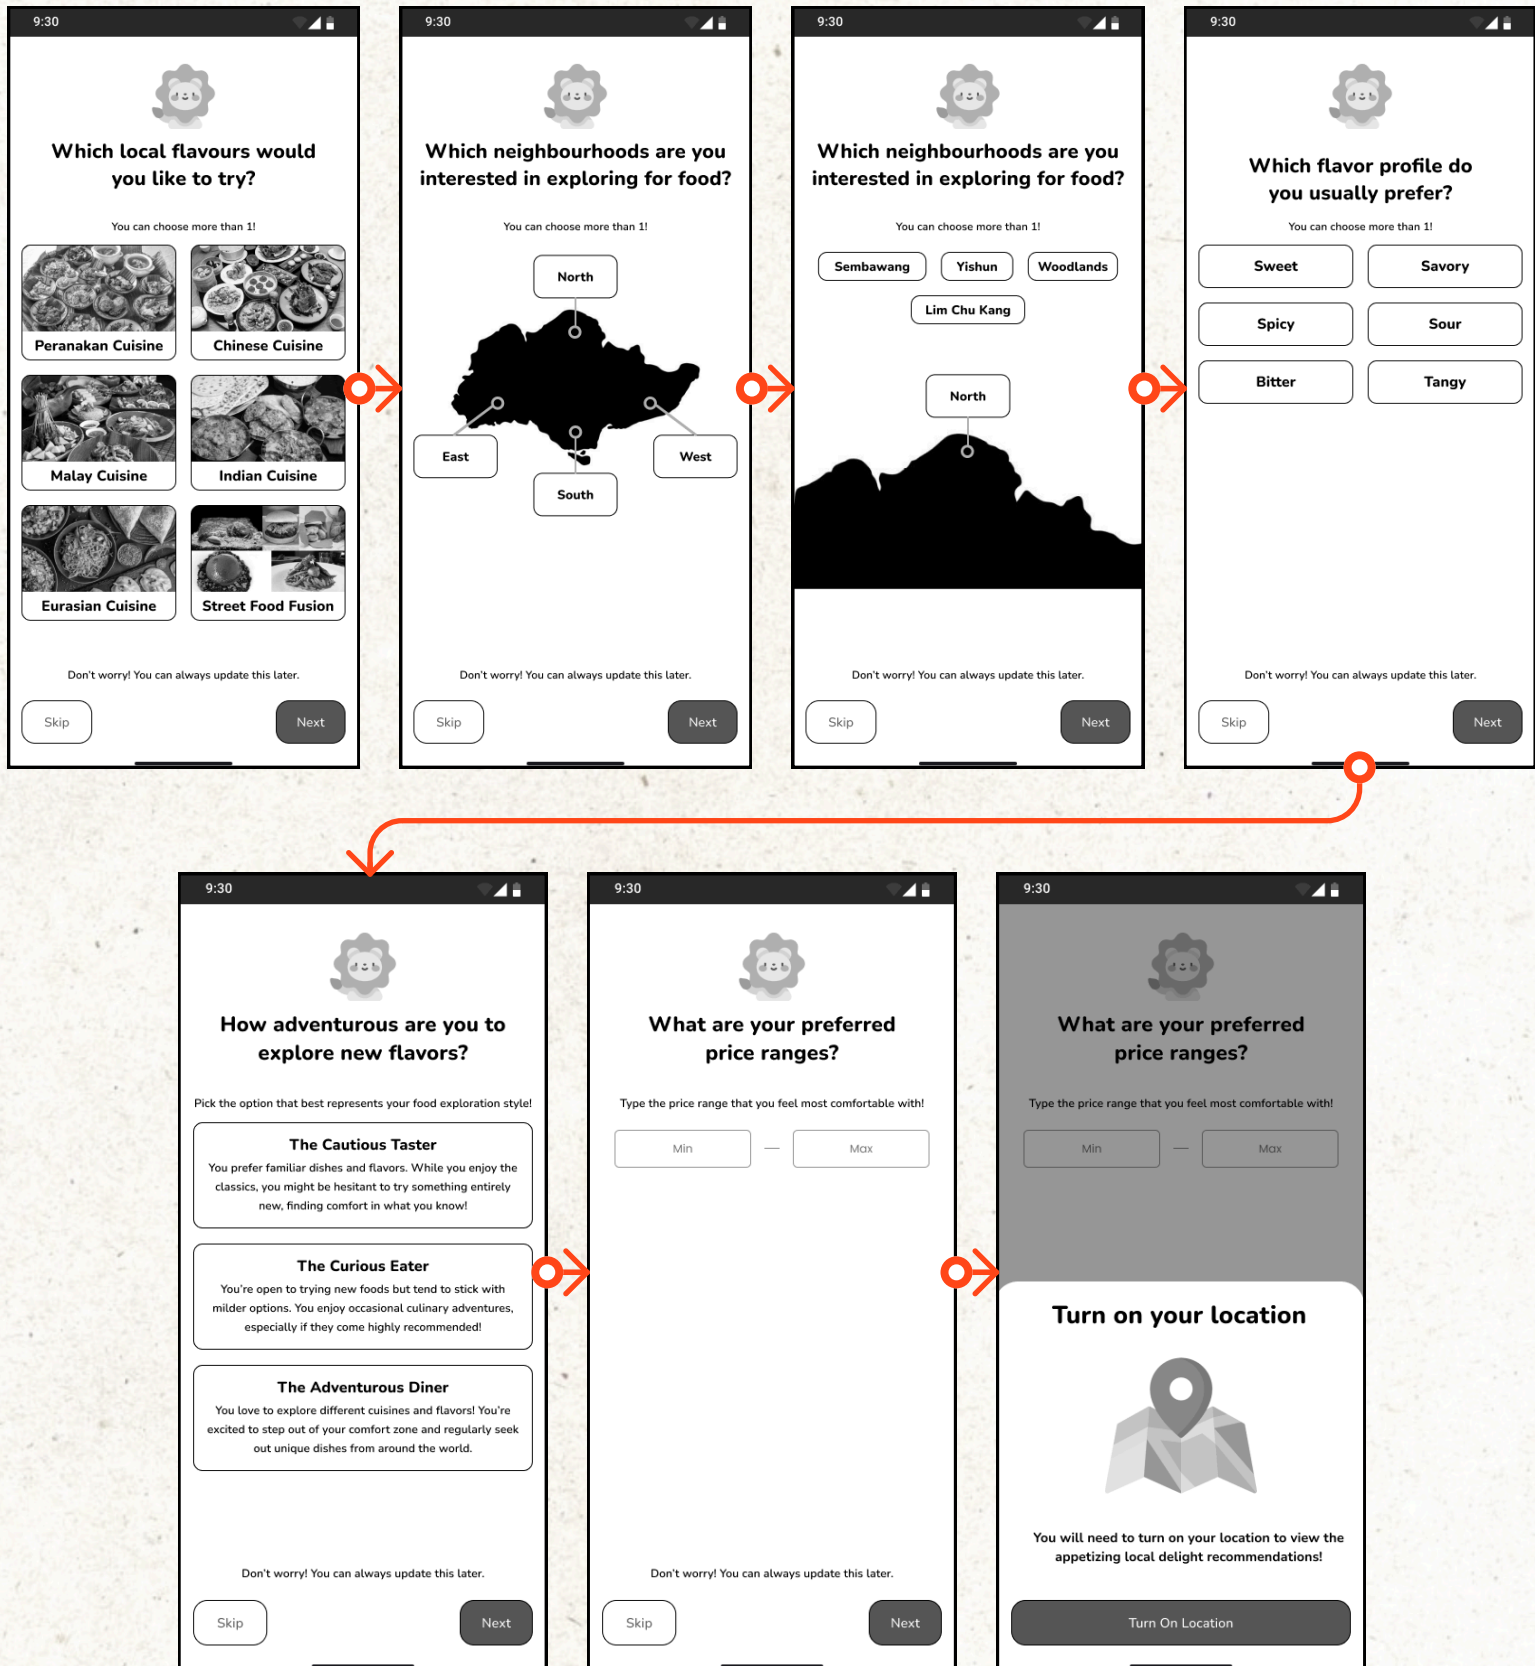 9:30
Which local flavours would
you like to try?
You can choose more than 1!
Peranakan Cuisine
Chinese Cuisine
Malay Cuisine
Indian Cuisine
Eurasian Cuisine
Street Food Fusion
Don't worry! You can always update this later.
Skip
Next
9:30
Which neighbourhoods are you
interested in exploring for food?
You can choose more than 1!
North
East
West
South
Don't worry! You can always update this later.
Skip
Next
9:30
Which neighbourhoods are you
interested in exploring for food?
You can choose more than 1!
Sembawang
Yishun
Woodlands
Lim Chu Kang
North
Don't worry! You can always update this later.
Skip
Next
9:30
Which flavor profile do
you usually prefer?
You can choose more than 1!
Sweet
Savory
Spicy
Sour
Bitter
Tangy
Don't worry! You can always update this later.
Skip
Next
9:30
How adventurous are you to
explore new flavors?
Pick the option that best represents your food exploration style!
The Cautious Taster
You prefer familiar dishes and flavors. While you enjoy the
classics, you might be hesitant to try something entirely
new, finding comfort in what you know!
The Curious Eater
You're open to trying new foods but tend to stick with
milder options. You enjoy occasional culinary adventures,
especially if they come highly recommended!
The Adventurous Diner
You love to explore different cuisines and flavors! You're
excited to step out of your comfort zone and regularly seek
out unique dishes from around the world.
Don't worry! You can always update this later.
Skip
Next
9:30
What are your preferred
price ranges?
Type the price range that you feel most comfortable with!
Min — Max
Don't worry! You can always update this later.
Skip
Next
9:30
What are your preferred
price ranges?
Type the price range that you feel most comfortable with!
Min — Max
Turn on your location
You will need to turn on your location to view the
appetizing local delight recommendations!
Turn On Location